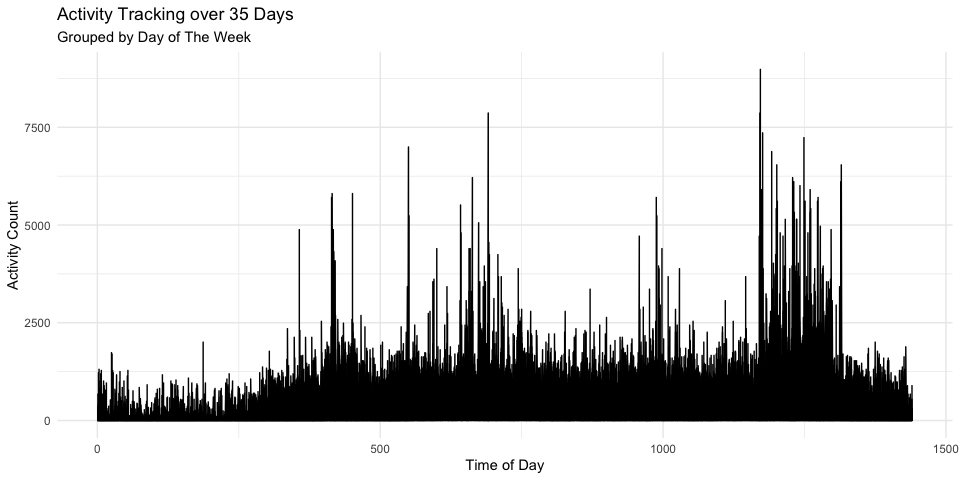 Activity Tracking over 35 Days
Grouped by Day of The Week
Activity Count
7500
5000
2500
0
0
500
1000
1500
Time of Day